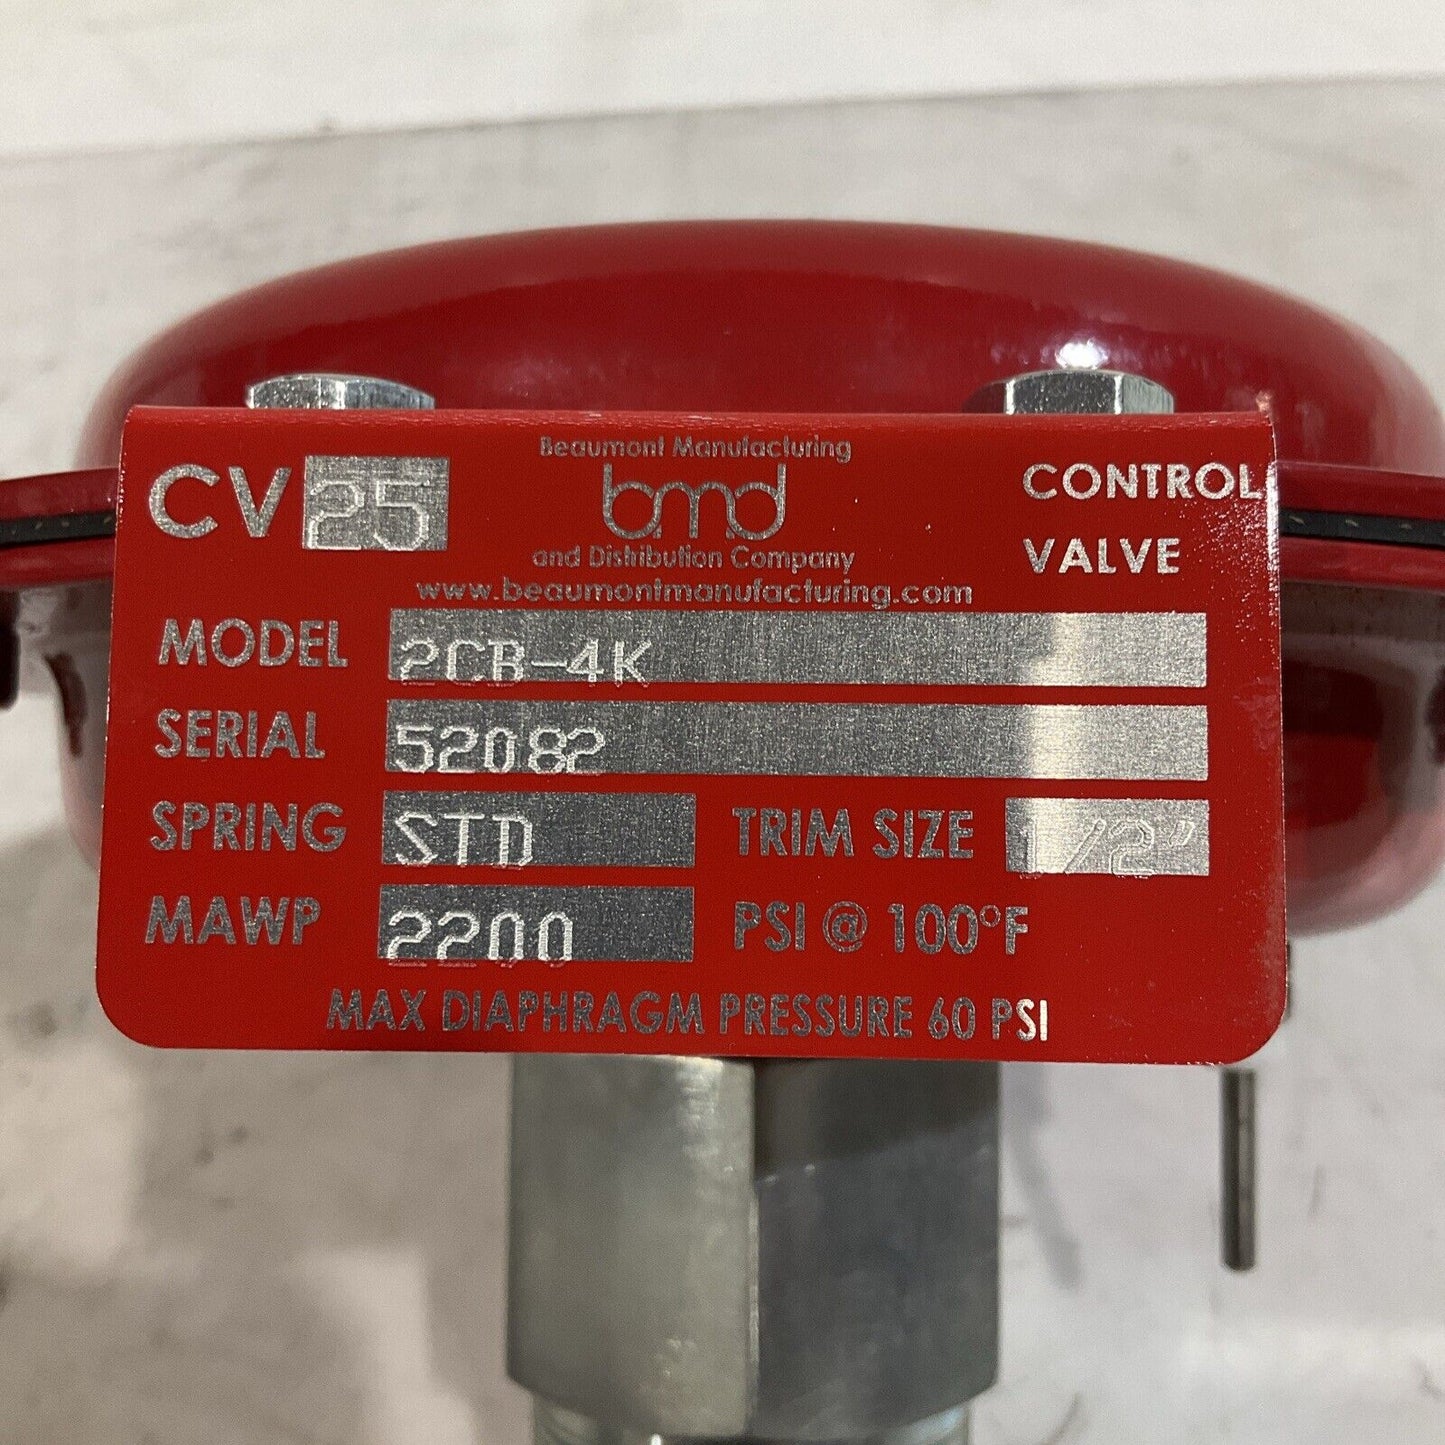 Beaumont Manufacturing
CV 25
bmd
CONTROL
VALVE
and Distribution Company
www.beaumontmanufacturing.com
MODEL 2CB-4K
SERIAL 52082
SPRING STD TRIM SIZE 1/2"
MAWP 2200 PSI @ 100°F
MAX DIAPHRAGM PRESSURE 60 PSI